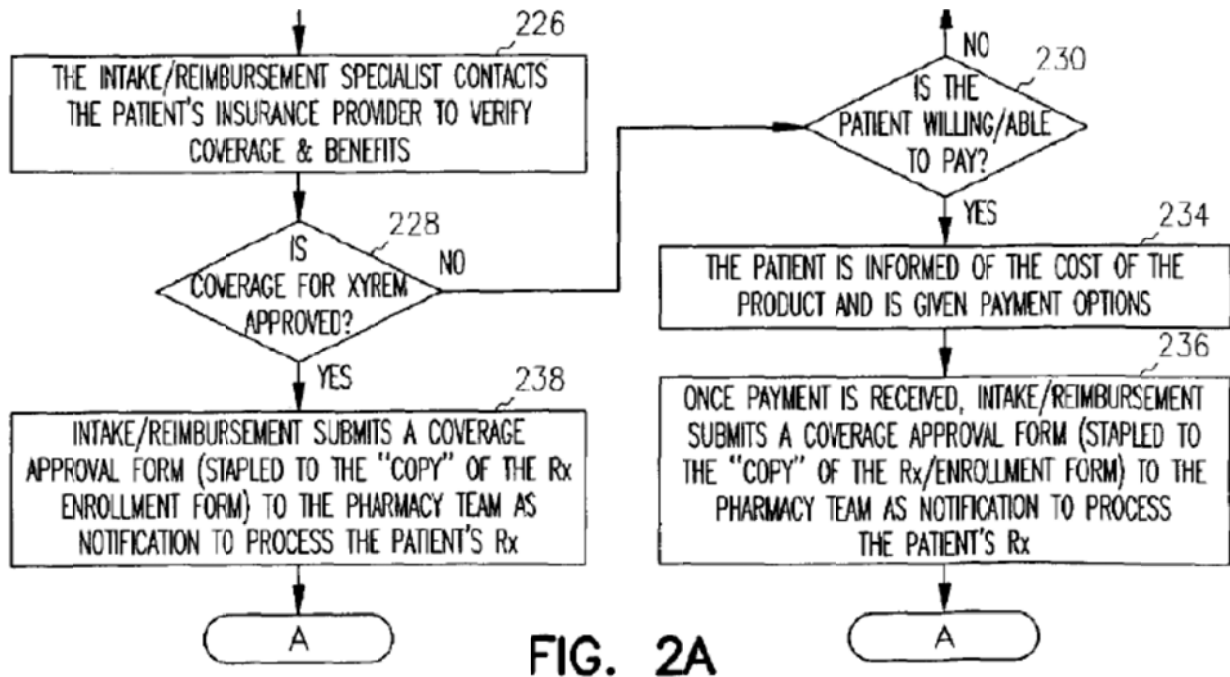 226
THE INTAKE/REIMBURSEMENT SPECIALIST CONTACTS
THE PATIENT'S INSURANCE PROVIDER TO VERIFY
COVERAGE & BENEFITS
228
IS
COVERAGE FOR XYREM
APPROVED?
NO
YES
238
INTAKE/REIMBURSEMENT SUBMITS A COVERAGE
APPROVAL FORM (STAPLED TO THE "COPY" OF THE Rx
ENROLLMENT FORM) TO THE PHARMACY TEAM AS
NOTIFICATION TO PROCESS THE PATIENT'S Rx
A
NO
230
IS THE
PATIENT WILLING/ABLE
TO PAY?
YES
234
THE PATIENT IS INFORMED OF THE COST OF THE
PRODUCT AND IS GIVEN PAYMENT OPTIONS
236
ONCE PAYMENT IS RECEIVED, INTAKE/REIMBURSEMENT
SUBMITS A COVERAGE APPROVAL FORM (STAPLED TO
THE "COPY" OF THE Rx/ENROLLMENT FORM) TO THE
PHARMACY TEAM AS NOTIFICATION TO PROCESS
THE PATIENT'S Rx
A
FIG. 2A